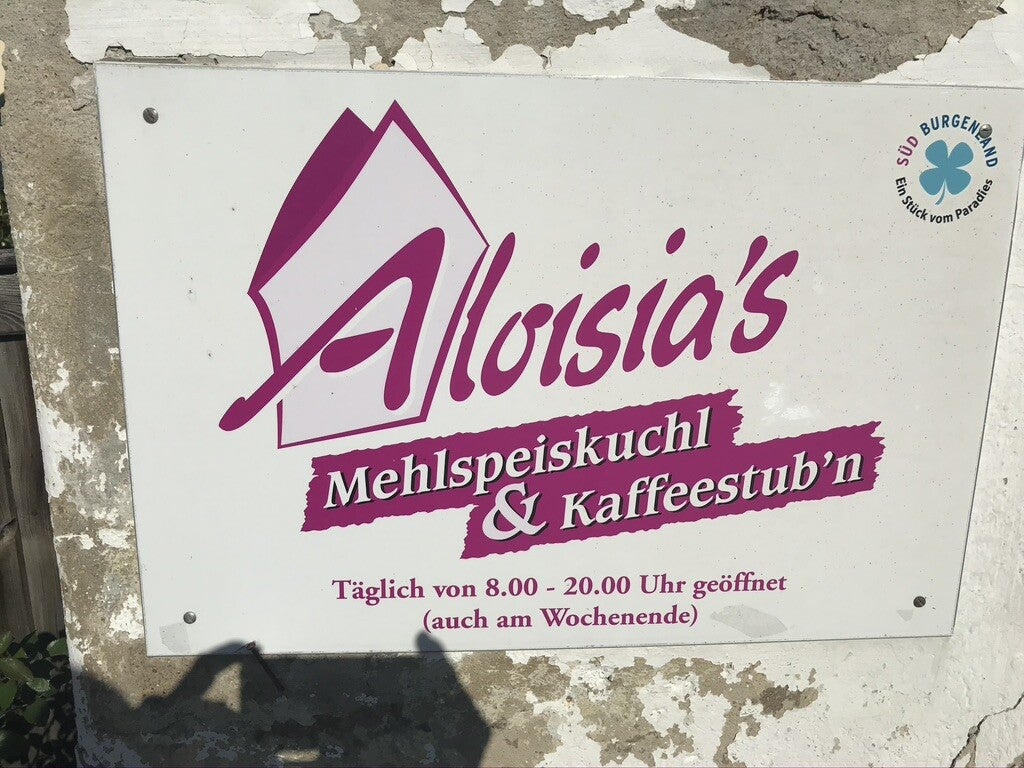 SÜD BURGENLAND
Ein Stück vom Paradies
Aloisia's
Mehlspeiskuchl
& Kaffeestub'n
Täglich von 8.00 - 20.00 Uhr geöffnet
(auch am Wochenende)